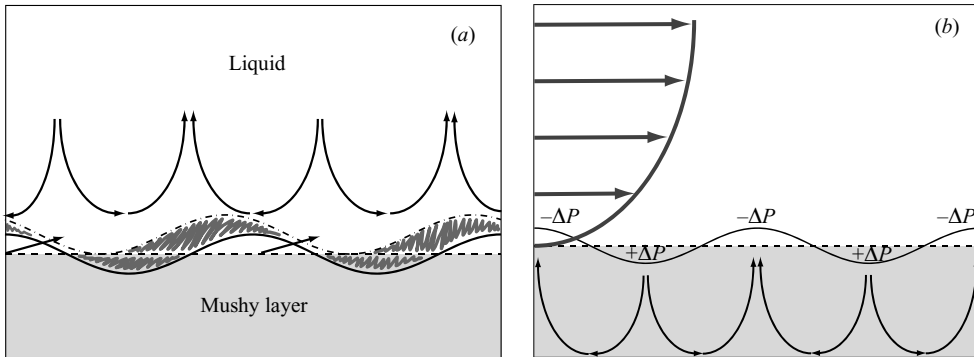 (a)
Liquid
Mushy layer
(b)
−ΔP −ΔP −ΔP
+ΔP +ΔP